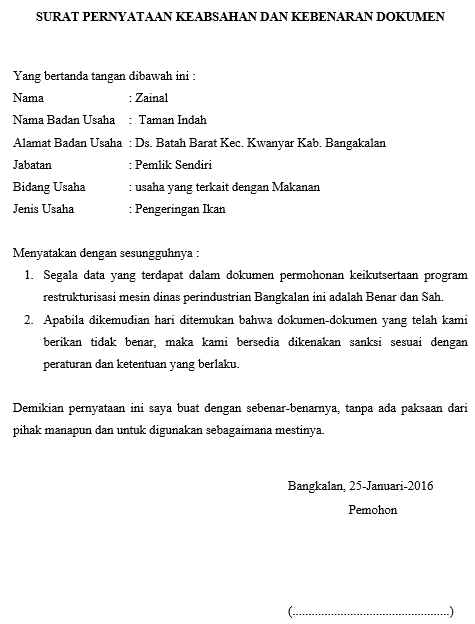 SURAT PERNYATAAN KEABSAHAN DAN KEBENARAN DOKUMEN
Yang bertanda tangan dibawah ini :
Nama : Zainal
Nama Badan Usaha : Taman Indah
Alamat Badan Usaha : Ds. Batah Barat Kec. Kwanyar Kab. Bangakalan
Jabatan : Pemlik Sendiri
Bidang Usaha : usaha yang terkait dengan Makanan
Jenis Usaha : Pengeringan Ikan
Menyatakan dengan sesungguhnya :
1. Segala data yang terdapat dalam dokumen permohonan keikutsertaan program
restrukturisasi mesin dinas perindustrian Bangkalan ini adalah Benar dan Sah.
2. Apabila dikemudian hari ditemukan bahwa dokumen-dokumen yang telah kami
berikan tidak benar, maka kami bersedia dikenakan sanksi sesuai dengan
peraturan dan ketentuan yang berlaku.
Demikian pernyataan ini saya buat dengan sebenar-benarnya, tanpa ada paksaan dari
pihak manapun dan untuk digunakan sebagaimana mestinya.
Bangkalan, 25-Januari-2016
Pemohon
(.................................................)